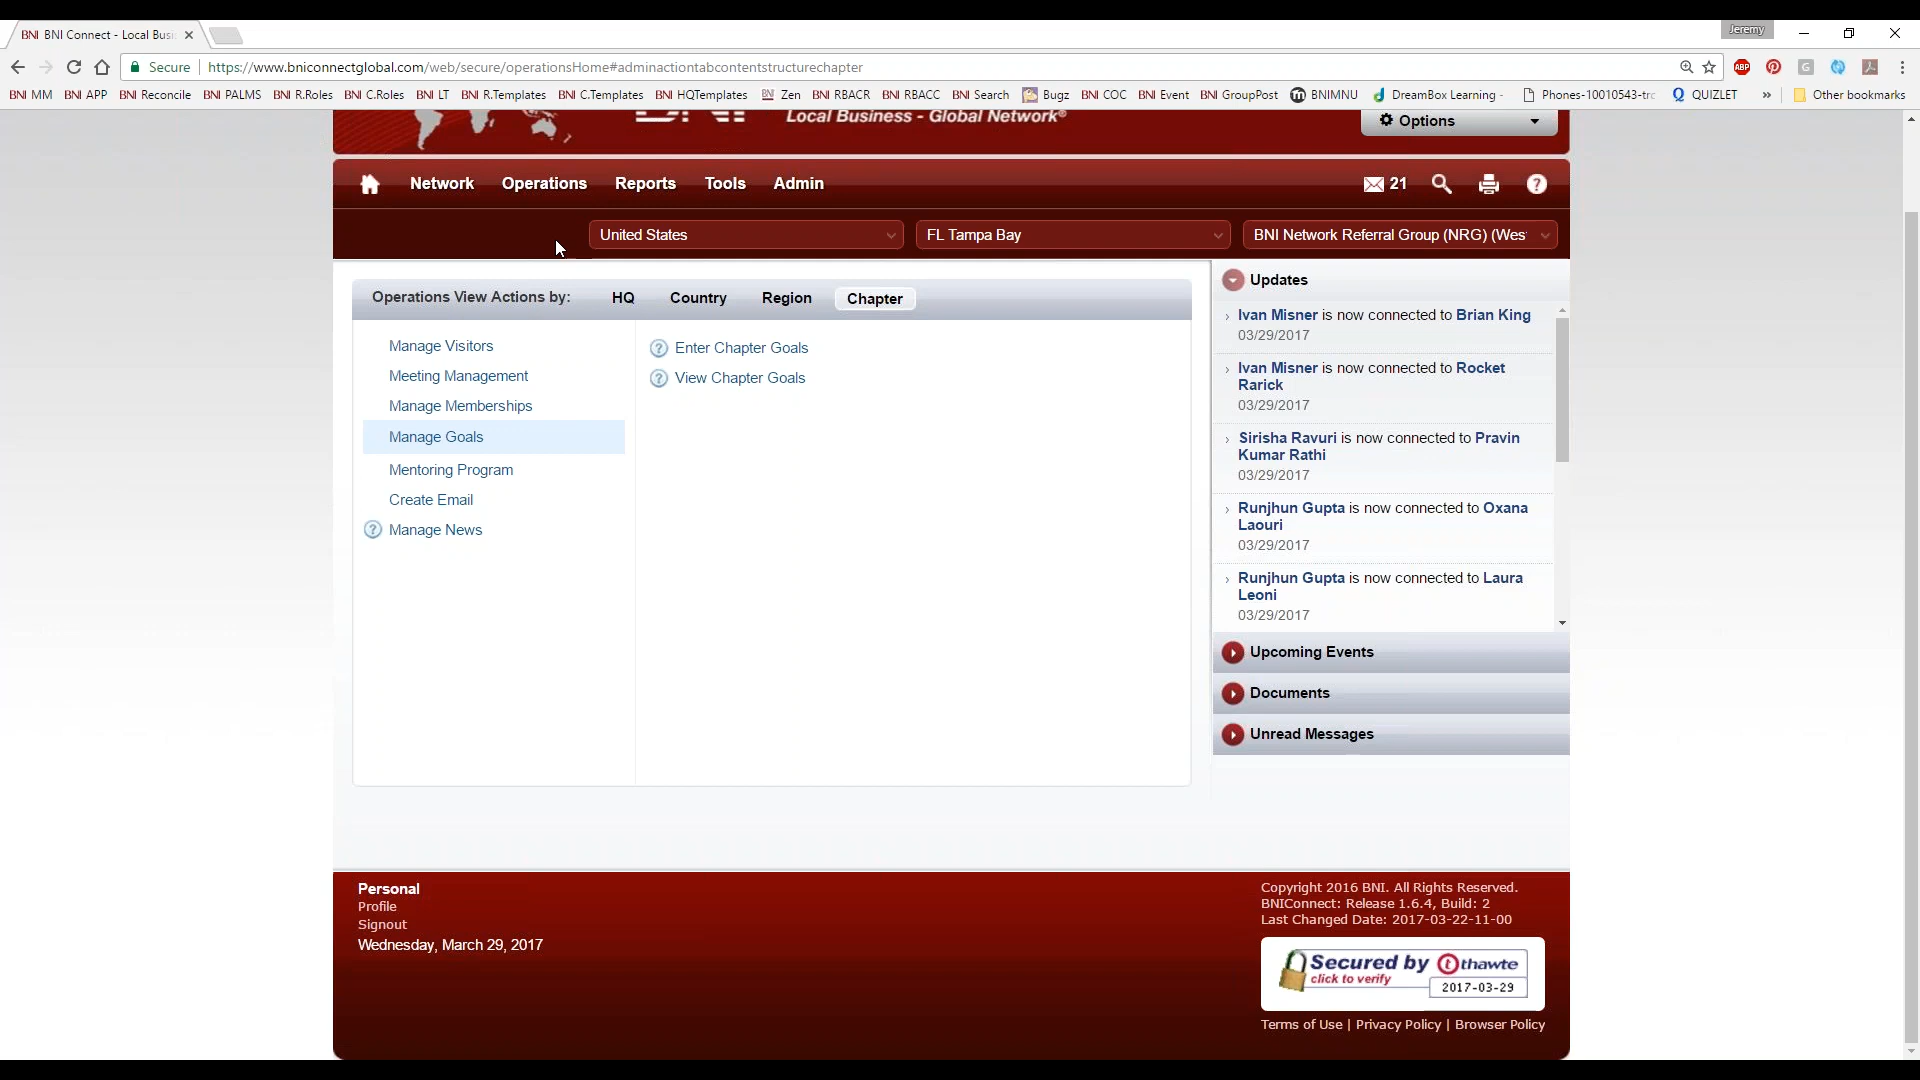 BNI BNI Connect - Local Busi
Jeremy
Secure https://www.bniconnectglobal.com/web/secure/operationsHome#adminactiontabcontentstructurechapter
BNI MM BNI APP BNI Reconcile BNI PALMS BNI R.Roles BNI C.Roles BNI LT BNI R.Templates BNI C.Templates BNI HQTemplates Zen BNI RBACR BNI RBACC BNI Search Bugz BNI COC BNI Event BNI GroupPost BNIMNU DreamBox Learning - Phones-10010543-trc QUIZLET » Other bookmarks
Local Business - Global Network®
Options
Network Operations Reports Tools Admin 21
United States FL Tampa Bay BNI Network Referral Group (NRG) (Wes
Operations View Actions by: HQ Country Region Chapter
Manage Visitors
Meeting Management
Manage Memberships
Manage Goals
Mentoring Program
Create Email
Manage News
Enter Chapter Goals
View Chapter Goals
Updates
Ivan Misner is now connected to Brian King
03/29/2017
Ivan Misner is now connected to Rocket
Rarick
03/29/2017
Sirisha Ravuri is now connected to Pravin
Kumar Rathi
03/29/2017
Runjhun Gupta is now connected to Oxana
Laouri
03/29/2017
Runjhun Gupta is now connected to Laura
Leoni
03/29/2017
Upcoming Events
Documents
Unread Messages
Personal
Profile
Signout
Wednesday, March 29, 2017
Copyright 2016 BNI. All Rights Reserved.
BNIConnect: Release 1.6.4, Build: 2
Last Changed Date: 2017-03-22-11-00
Secured by thawte
click to verify
2017-03-29
Terms of Use | Privacy Policy | Browser Policy